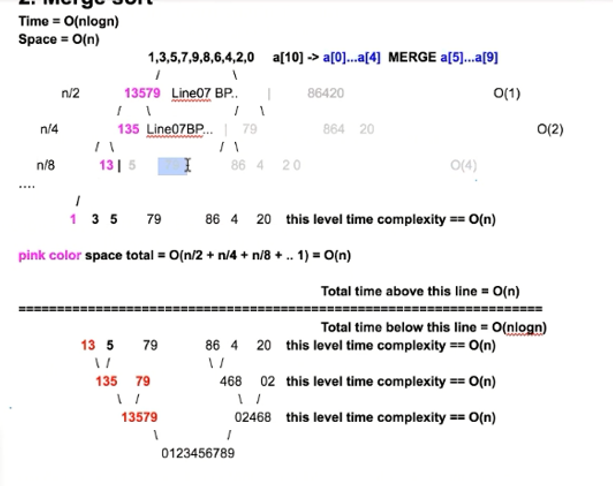 2. Merge sort
Time = O(nlogn)
Space = O(n)
1,3,5,7,9,8,6,4,2,0 a[10] -> a[0]...a[4] MERGE a[5]...a[9]
/ \
n/2 13579 Line07 BP.. | 86420 O(1)
/ \ / \
n/4 135 Line07BP... | 79 864 20 O(2)
/ \ / \
n/8 13 | 5 86 4 2 0 O(4)
....
/
1 3 5 79 86 4 20 this level time complexity == O(n)
pink color space total = O(n/2 + n/4 + n/8 + .. 1) = O(n)
Total time above this line = O(n)
==================================================================
Total time below this line = O(nlogn)
13 5 79 86 4 20 this level time complexity == O(n)
\ / \ /
135 79 468 02 this level time complexity == O(n)
\ / \ /
13579 02468 this level time complexity == O(n)
\ /
0123456789